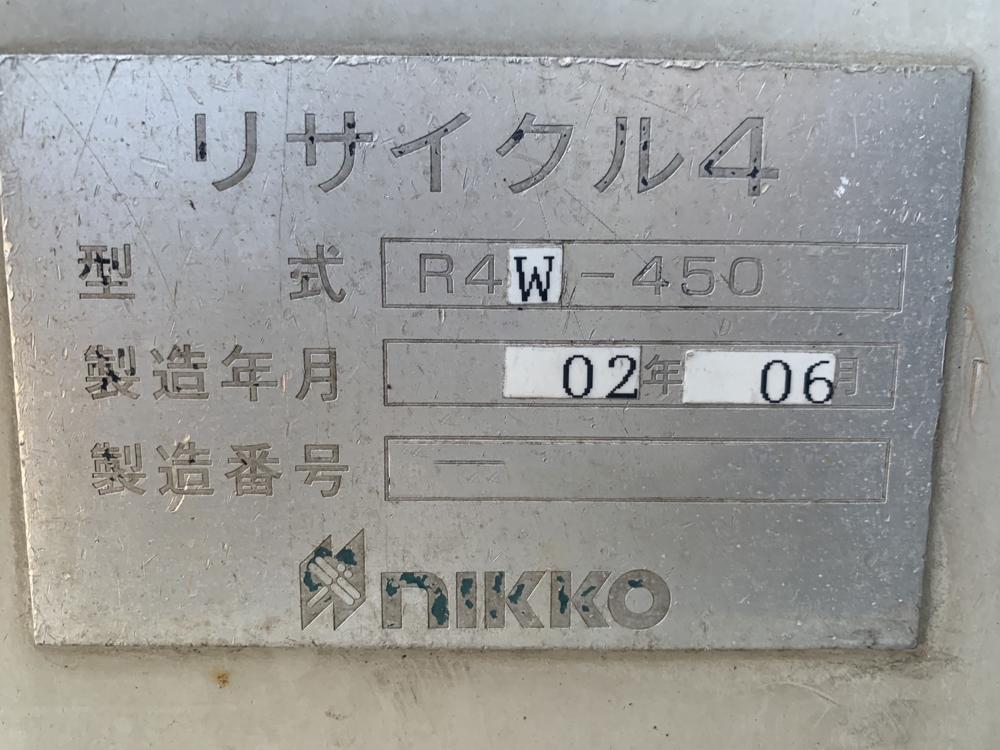 リサイクル4
型式 R4W-450
製造年月 02年 06月
製造番号
NIKKO